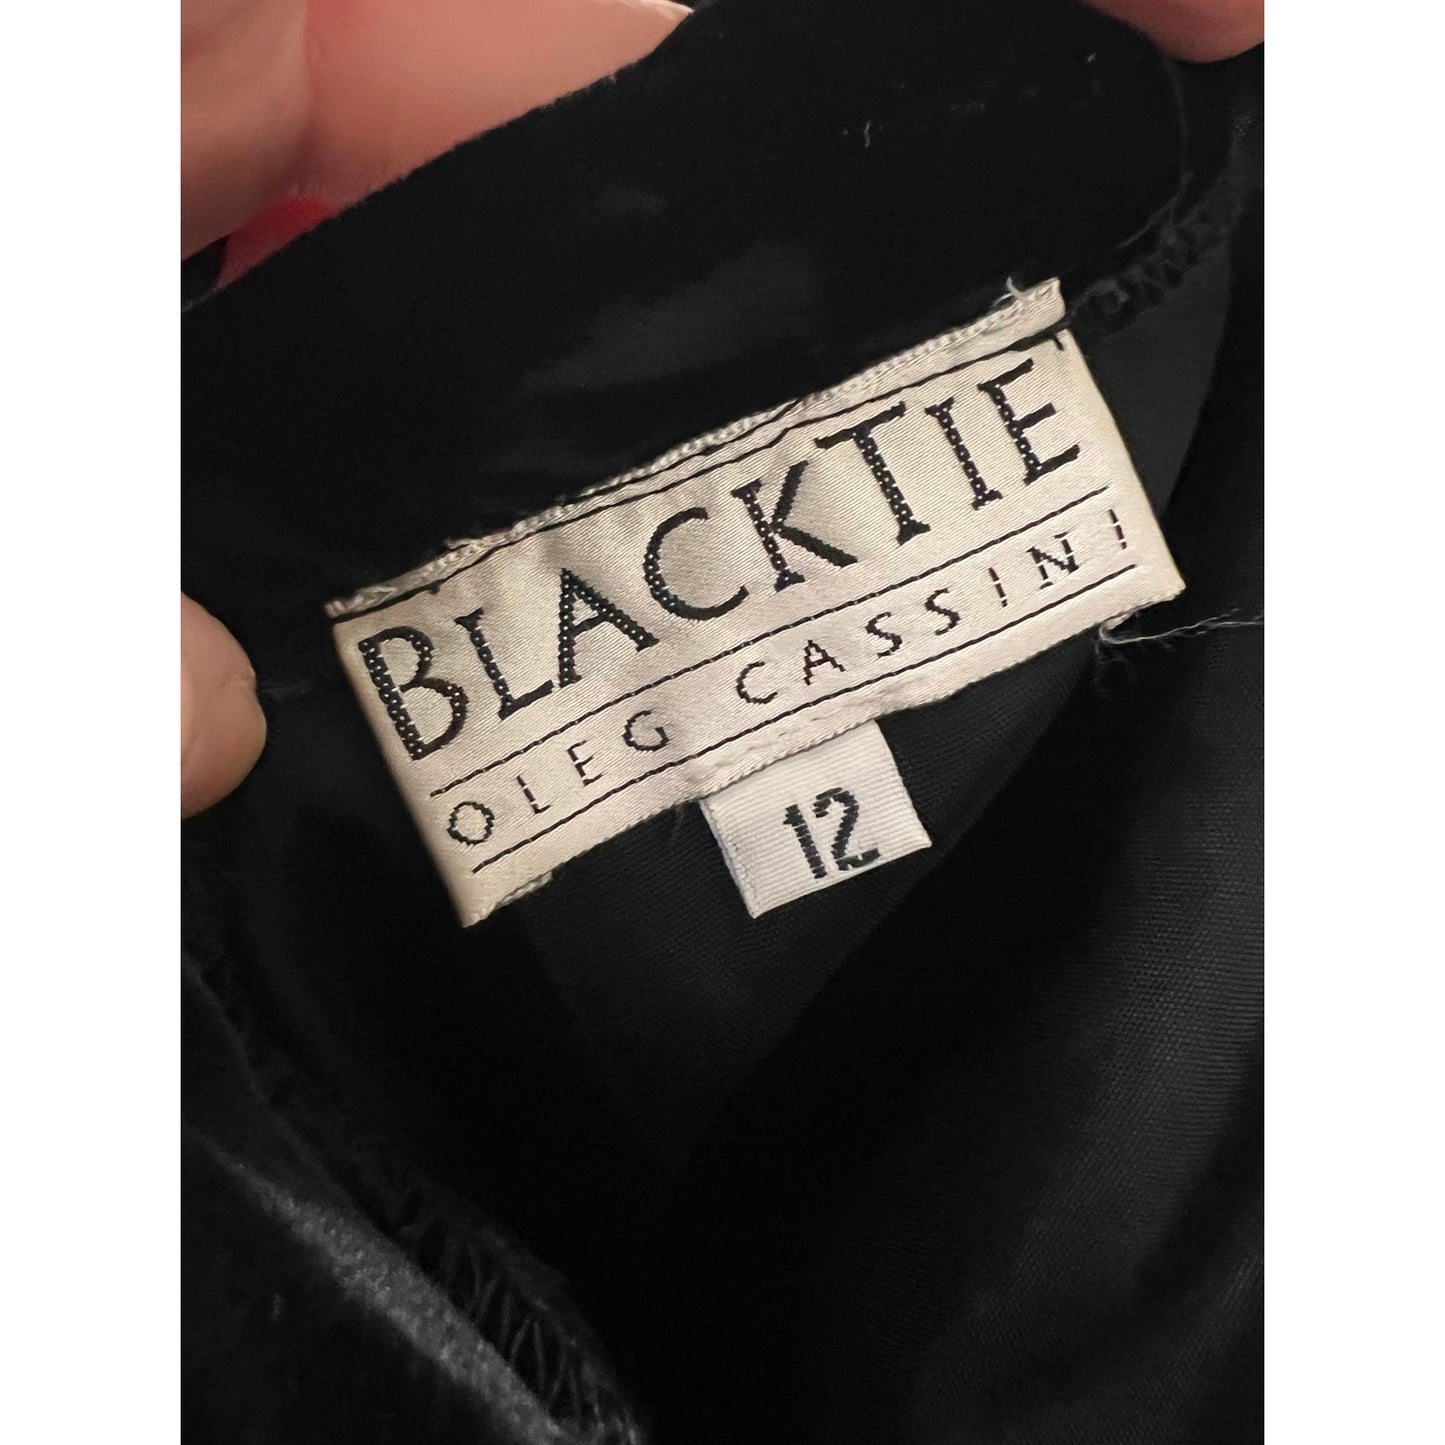 BLACKTIE
OLEG CASSINI
12